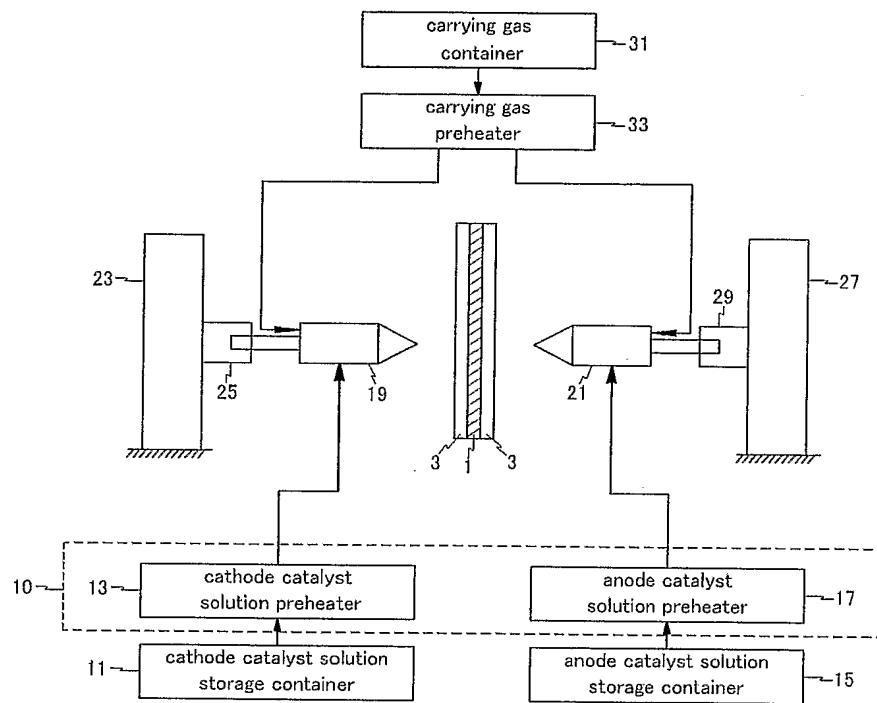 carrying gas
container
31
carrying gas
preheater
33
23
29
27
25
19
21
3
1
3
10
13
cathode catalyst
solution preheater
anode catalyst
solution preheater
17
11
cathode catalyst solution
storage container
anode catalyst solution
storage container
15